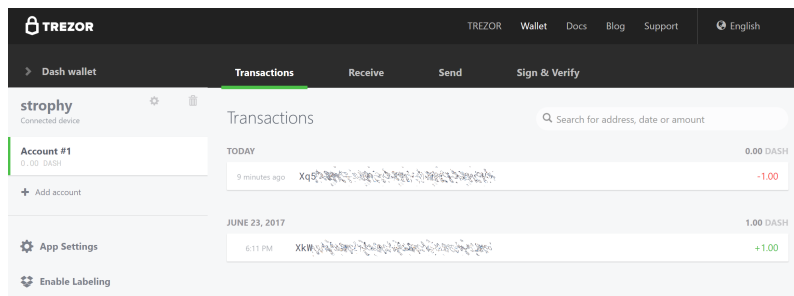 TREZOR
TREZOR Wallet Docs Blog Support English
Dash wallet
Transactions Receive Send Sign & Verify
strophy
Connected device
Account #1
0.00 DASH
Add account
App Settings
Enable Labeling
Transactions
Search for address, date or amount
TODAY 0.00 DASH
9 minutes ago Xq5 -1.00
JUNE 23, 2017 1.00 DASH
6:11 PM XkW +1.00